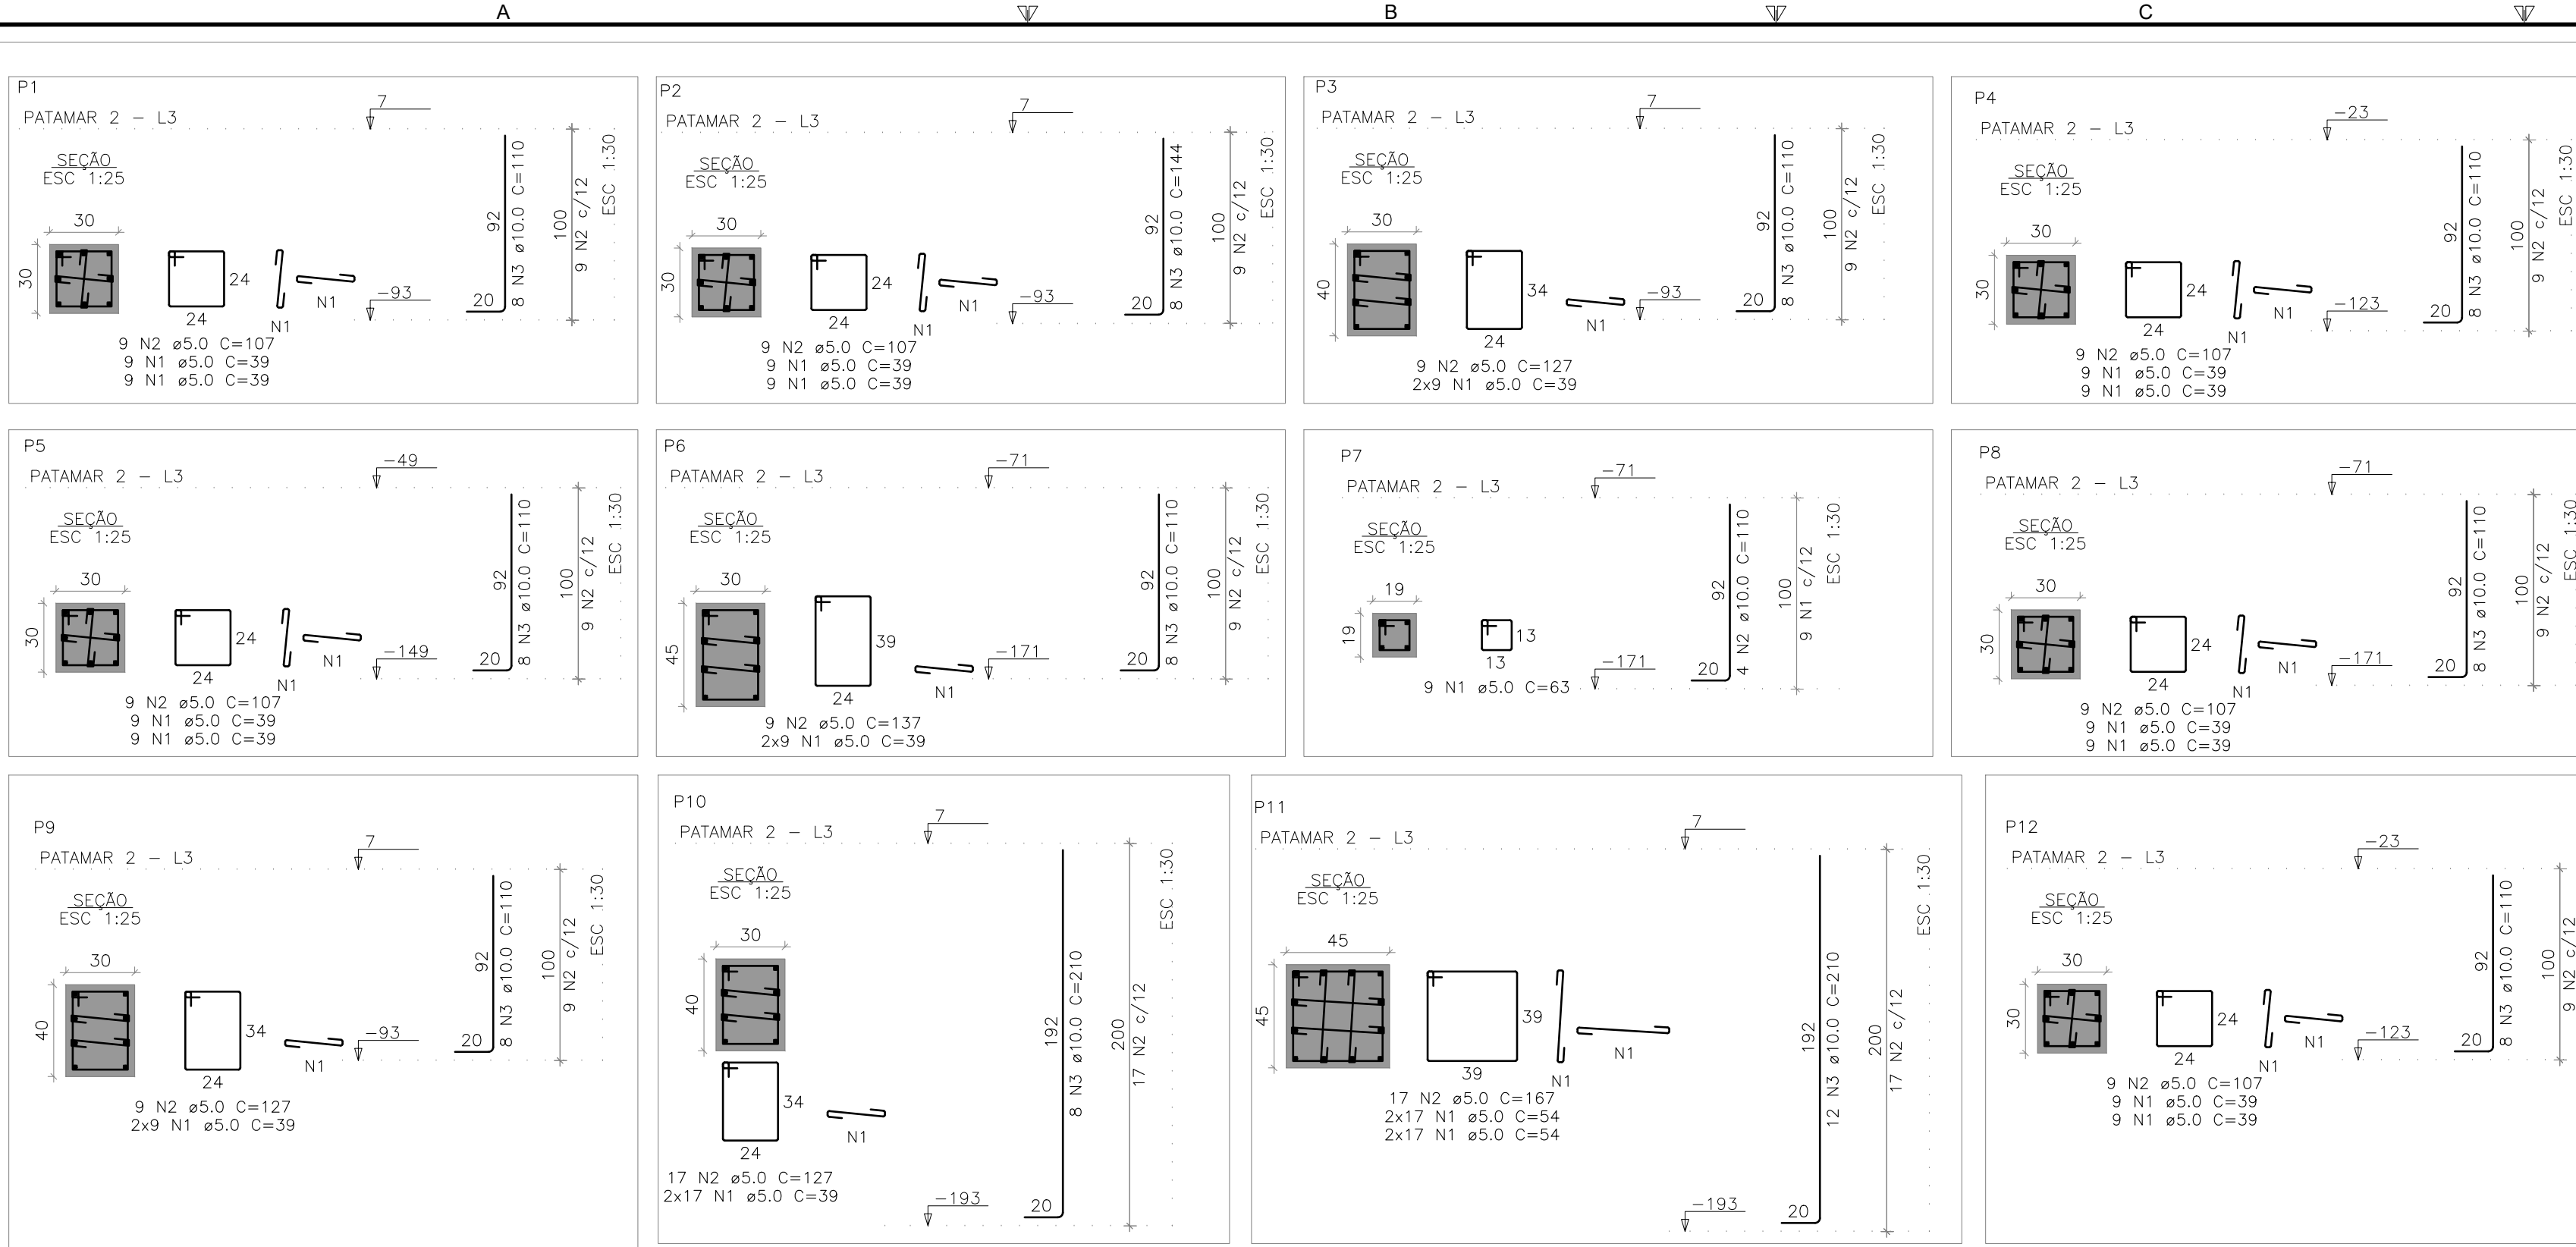 A
B
C
P1
PATAMAR 2 – L3
7
SEÇÃO
ESC 1:25
30
30
24
24
N1
N1
–93
92
20
8 N3 ø10.0 C=110
100
9 N2 c/12
ESC 1:30
9 N2 ø5.0 C=107
9 N1 ø5.0 C=39
9 N1 ø5.0 C=39
P2
PATAMAR 2 – L3
7
SEÇÃO
ESC 1:25
30
30
24
24
N1
N1
–93
92
20
8 N3 ø10.0 C=144
100
9 N2 c/12
ESC 1:30
9 N2 ø5.0 C=107
9 N1 ø5.0 C=39
9 N1 ø5.0 C=39
P3
PATAMAR 2 – L3
7
SEÇÃO
ESC 1:25
30
40
34
24
N1
–93
92
20
8 N3 ø10.0 C=110
100
9 N2 c/12
ESC 1:30
9 N2 ø5.0 C=127
2x9 N1 ø5.0 C=39
P4
PATAMAR 2 – L3
–23
SEÇÃO
ESC 1:25
30
30
24
24
N1
N1
–123
92
20
8 N3 ø10.0 C=110
100
9 N2 c/12
ESC 1:30
9 N2 ø5.0 C=107
9 N1 ø5.0 C=39
9 N1 ø5.0 C=39
P5
PATAMAR 2 – L3
–49
SEÇÃO
ESC 1:25
30
30
24
24
N1
N1
–149
92
20
8 N3 ø10.0 C=110
100
9 N2 c/12
ESC 1:30
9 N2 ø5.0 C=107
9 N1 ø5.0 C=39
9 N1 ø5.0 C=39
P6
PATAMAR 2 – L3
–71
SEÇÃO
ESC 1:25
30
45
39
24
N1
–171
92
20
8 N3 ø10.0 C=110
100
9 N2 c/12
ESC 1:30
9 N2 ø5.0 C=137
2x9 N1 ø5.0 C=39
P7
PATAMAR 2 – L3
–71
SEÇÃO
ESC 1:25
19
19
13
13
–171
92
20
4 N2 ø10.0 C=110
100
9 N1 c/12
ESC 1:30
9 N1 ø5.0 C=63
P8
PATAMAR 2 – L3
–71
SEÇÃO
ESC 1:25
30
30
24
24
N1
N1
–171
92
20
8 N3 ø10.0 C=110
100
9 N2 c/12
ESC 1:30
9 N2 ø5.0 C=107
9 N1 ø5.0 C=39
9 N1 ø5.0 C=39
P9
PATAMAR 2 – L3
7
SEÇÃO
ESC 1:25
30
40
34
24
N1
–93
92
20
8 N3 ø10.0 C=110
100
9 N2 c/12
ESC 1:30
9 N2 ø5.0 C=127
2x9 N1 ø5.0 C=39
P10
PATAMAR 2 – L3
7
SEÇÃO
ESC 1:25
30
40
34
24
N1
–193
192
20
8 N3 ø10.0 C=210
200
17 N2 c/12
ESC 1:30
17 N2 ø5.0 C=127
2x17 N1 ø5.0 C=39
P11
PATAMAR 2 – L3
7
SEÇÃO
ESC 1:25
45
45
39
39
N1
N1
–193
192
20
12 N3 ø10.0 C=210
200
17 N2 c/12
ESC 1:30
17 N2 ø5.0 C=167
2x17 N1 ø5.0 C=54
2x17 N1 ø5.0 C=54
P12
PATAMAR 2 – L3
–23
SEÇÃO
ESC 1:25
30
30
24
24
N1
N1
–123
92
20
8 N3 ø10.0 C=110
100
9 N2 c/12
9 N2 ø5.0 C=107
9 N1 ø5.0 C=39
9 N1 ø5.0 C=39